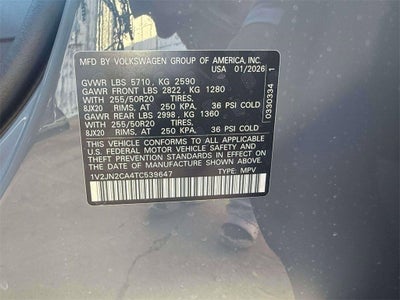 MFD. BY VOLKSWAGEN GROUP OF AMERICA, INC.
USA 01/2026
GVWR LBS 5710, KG 2590
GAWR FRONT LBS 2822, KG 1280
WITH 255/50R20 TIRES,
8JX20 RIMS, AT 250 KPA, 36 PSI COLD
GAWR REAR LBS 2998, KG 1360
WITH 255/50R20 TIRES,
8JX20 RIMS, AT 250 KPA, 36 PSI COLD
THIS VEHICLE CONFORMS TO ALL APPLICABLE
U.S. FEDERAL MOTOR VEHICLE SAFETY AND
THEFT PREVENTION STANDARDS IN EFFECT
ON THE DATE OF MANUFACTURE SHOWN ABOVE.
1V2JN2CA4TC539647 TYPE: MPV
0930334 1